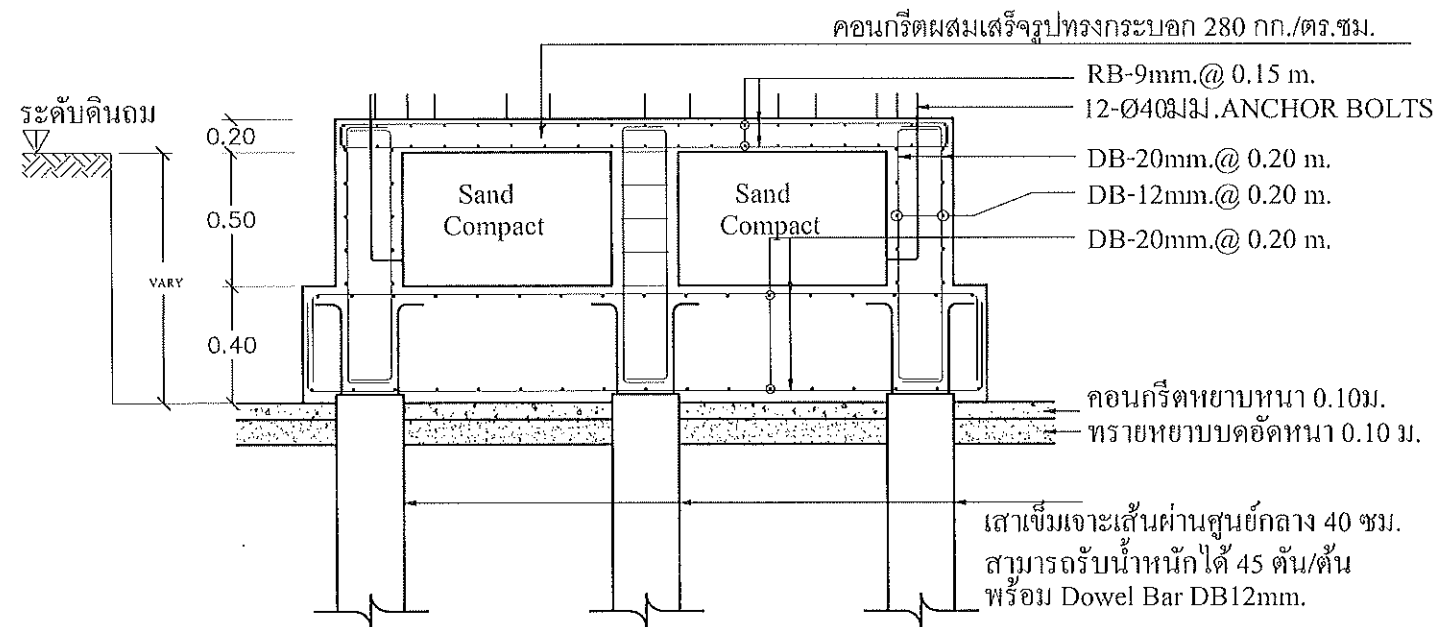 คอนกรีตผสมเสร็จรูปทรงกระบอก 280 กก./ตร.ซม.
RB-9mm.@ 0.15 m.
12-Ø40มม.ANCHOR BOLTS
ระดับดินถม
0.20
DB-20mm.@ 0.20 m.
Sand
Compact
Sand
Compact
DB-12mm.@ 0.20 m.
0.50
DB-20mm.@ 0.20 m.
VARY
0.40
คอนกรีตหยาบหนา 0.10ม.
ทรายหยาบบดอัดหนา 0.10 ม.
เสาเข็มเจาะเส้นผ่านศูนย์กลาง 40 ซม.
สามารถรับน้ำหนักได้ 45 ตัน/ต้น
พร้อม Dowel Bar DB12mm.